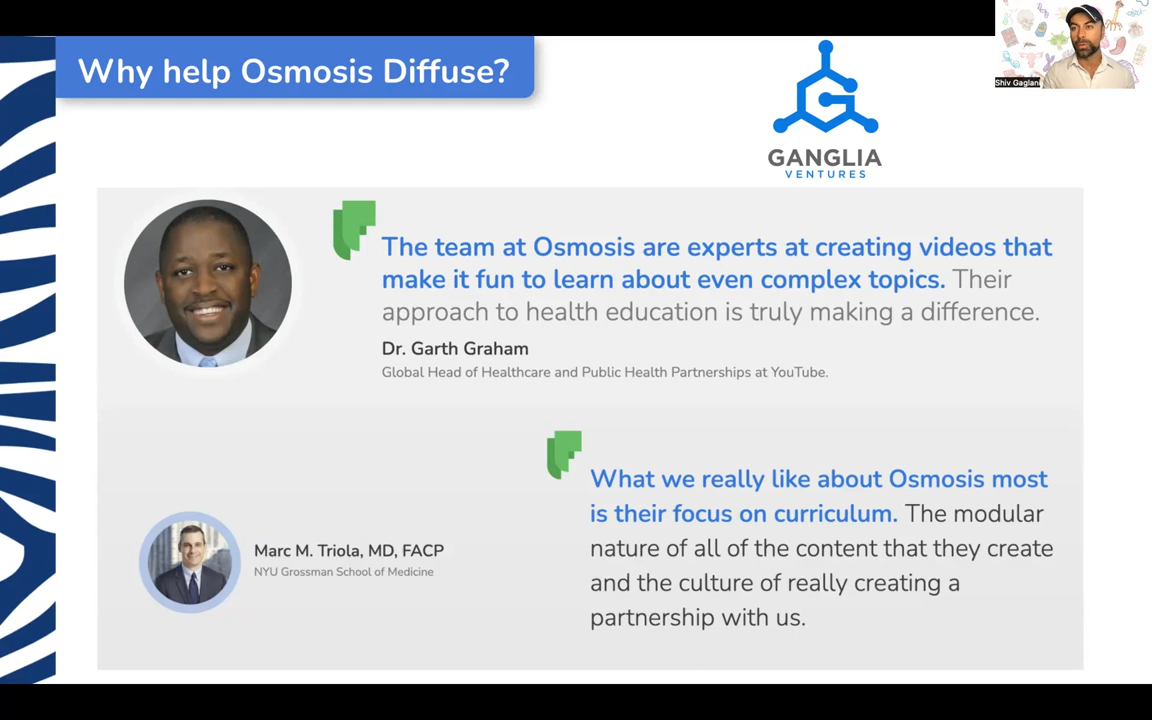 Why help Osmosis Diffuse?
GANGLIA
VENTURES
Shiv Gaglani
The team at Osmosis are experts at creating videos that
make it fun to learn about even complex topics. Their
approach to health education is truly making a difference.
Dr. Garth Graham
Global Head of Healthcare and Public Health Partnerships at YouTube.
What we really like about Osmosis most
is their focus on curriculum. The modular
nature of all of the content that they create
and the culture of really creating a
partnership with us.
Marc M. Triola, MD, FACP
NYU Grossman School of Medicine